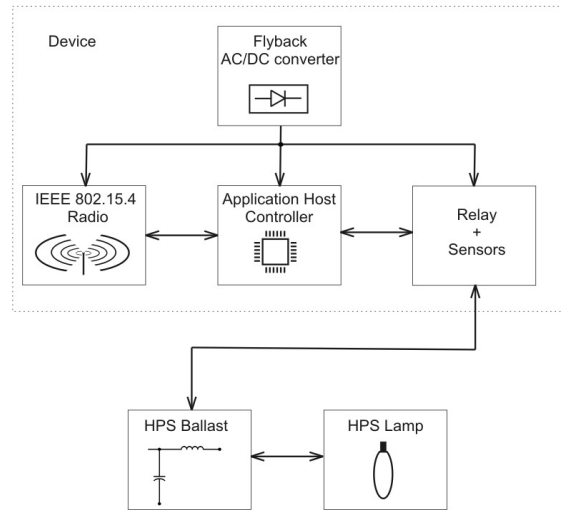 Device
Flyback
AC/DC converter
IEEE 802.15.4
Radio
Application Host
Controller
Relay
+
Sensors
HPS Ballast
HPS Lamp